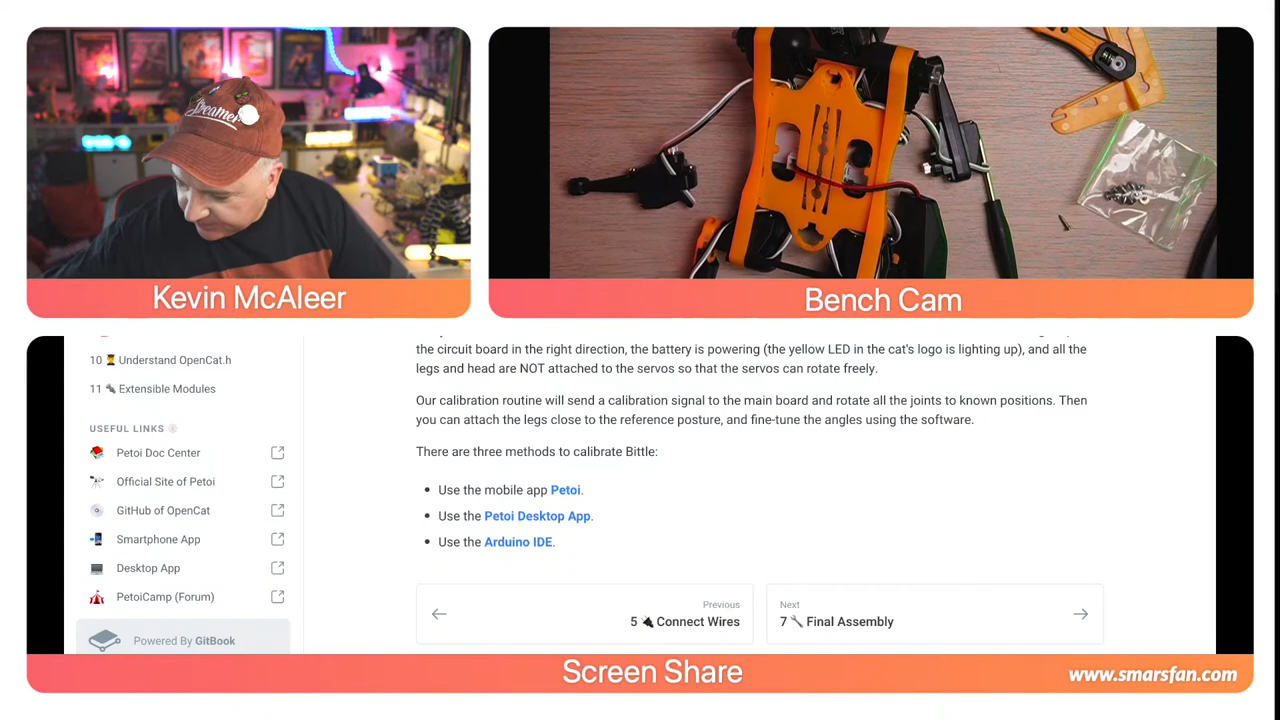 Streamer
Kevin McAleer
Bench Cam
10 Understand OpenCat.h
11 Extensible Modules
USEFUL LINKS
Petoi Doc Center
Official Site of Petoi
GitHub of OpenCat
Smartphone App
Desktop App
PetoiCamp (Forum)
Powered By GitBook
the circuit board in the right direction, the battery is powering (the yellow LED in the cat's logo is lighting up), and all the
legs and head are NOT attached to the servos so that the servos can rotate freely.
Our calibration routine will send a calibration signal to the main board and rotate all the joints to known positions. Then
you can attach the legs close to the reference posture, and fine-tune the angles using the software.
There are three methods to calibrate Bittle:
• Use the mobile app Petoi.
• Use the Petoi Desktop App.
• Use the Arduino IDE.
Previous
5 Connect Wires
Next
7 Final Assembly
Screen Share
www.smarsfan.com